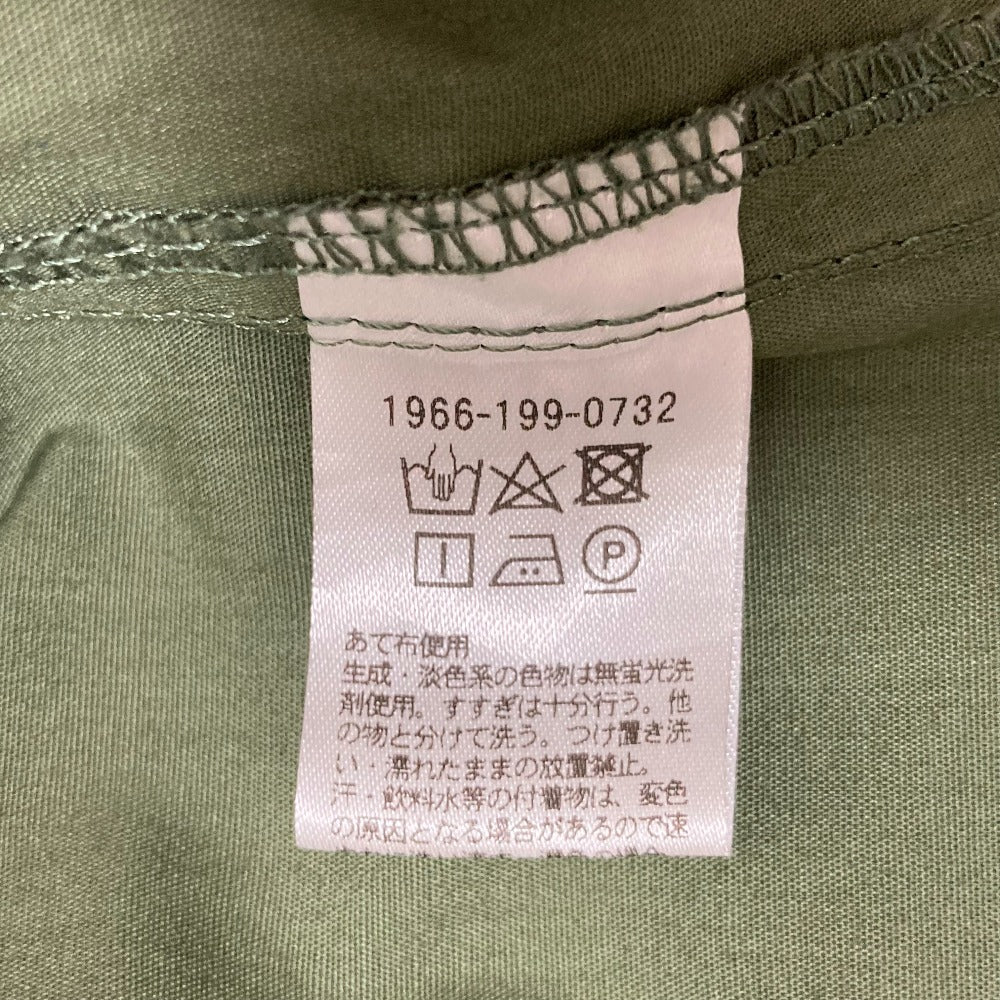 1966-199-0732
P
あて布使用
生成・淡色系の色物は無蛍光洗
剤使用。すすぎは十分行う。他
の物と分けて洗う。つけ置き洗
い・濡れたままの放置禁止。
汗・飲料水等の付着物は、変色
の原因となる場合があるので速